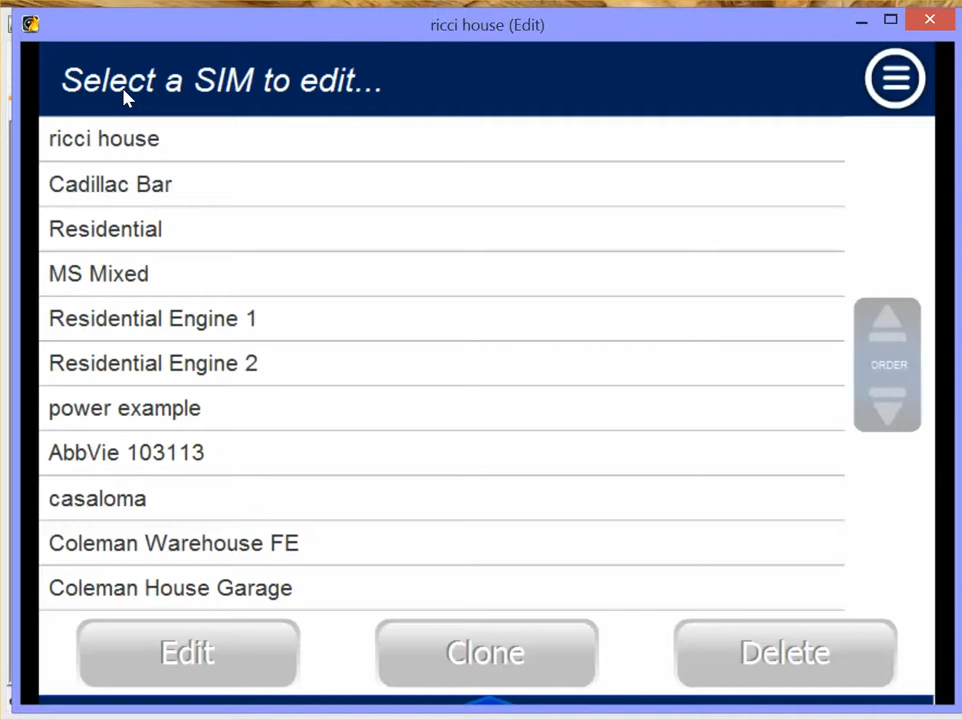 ricci house (Edit)
Select a SIM to edit...
ricci house
Cadillac Bar
Residential
MS Mixed
Residential Engine 1
Residential Engine 2
power example
AbbVie 103113
casaloma
Coleman Warehouse FE
Coleman House Garage
ORDER
Edit
Clone
Delete